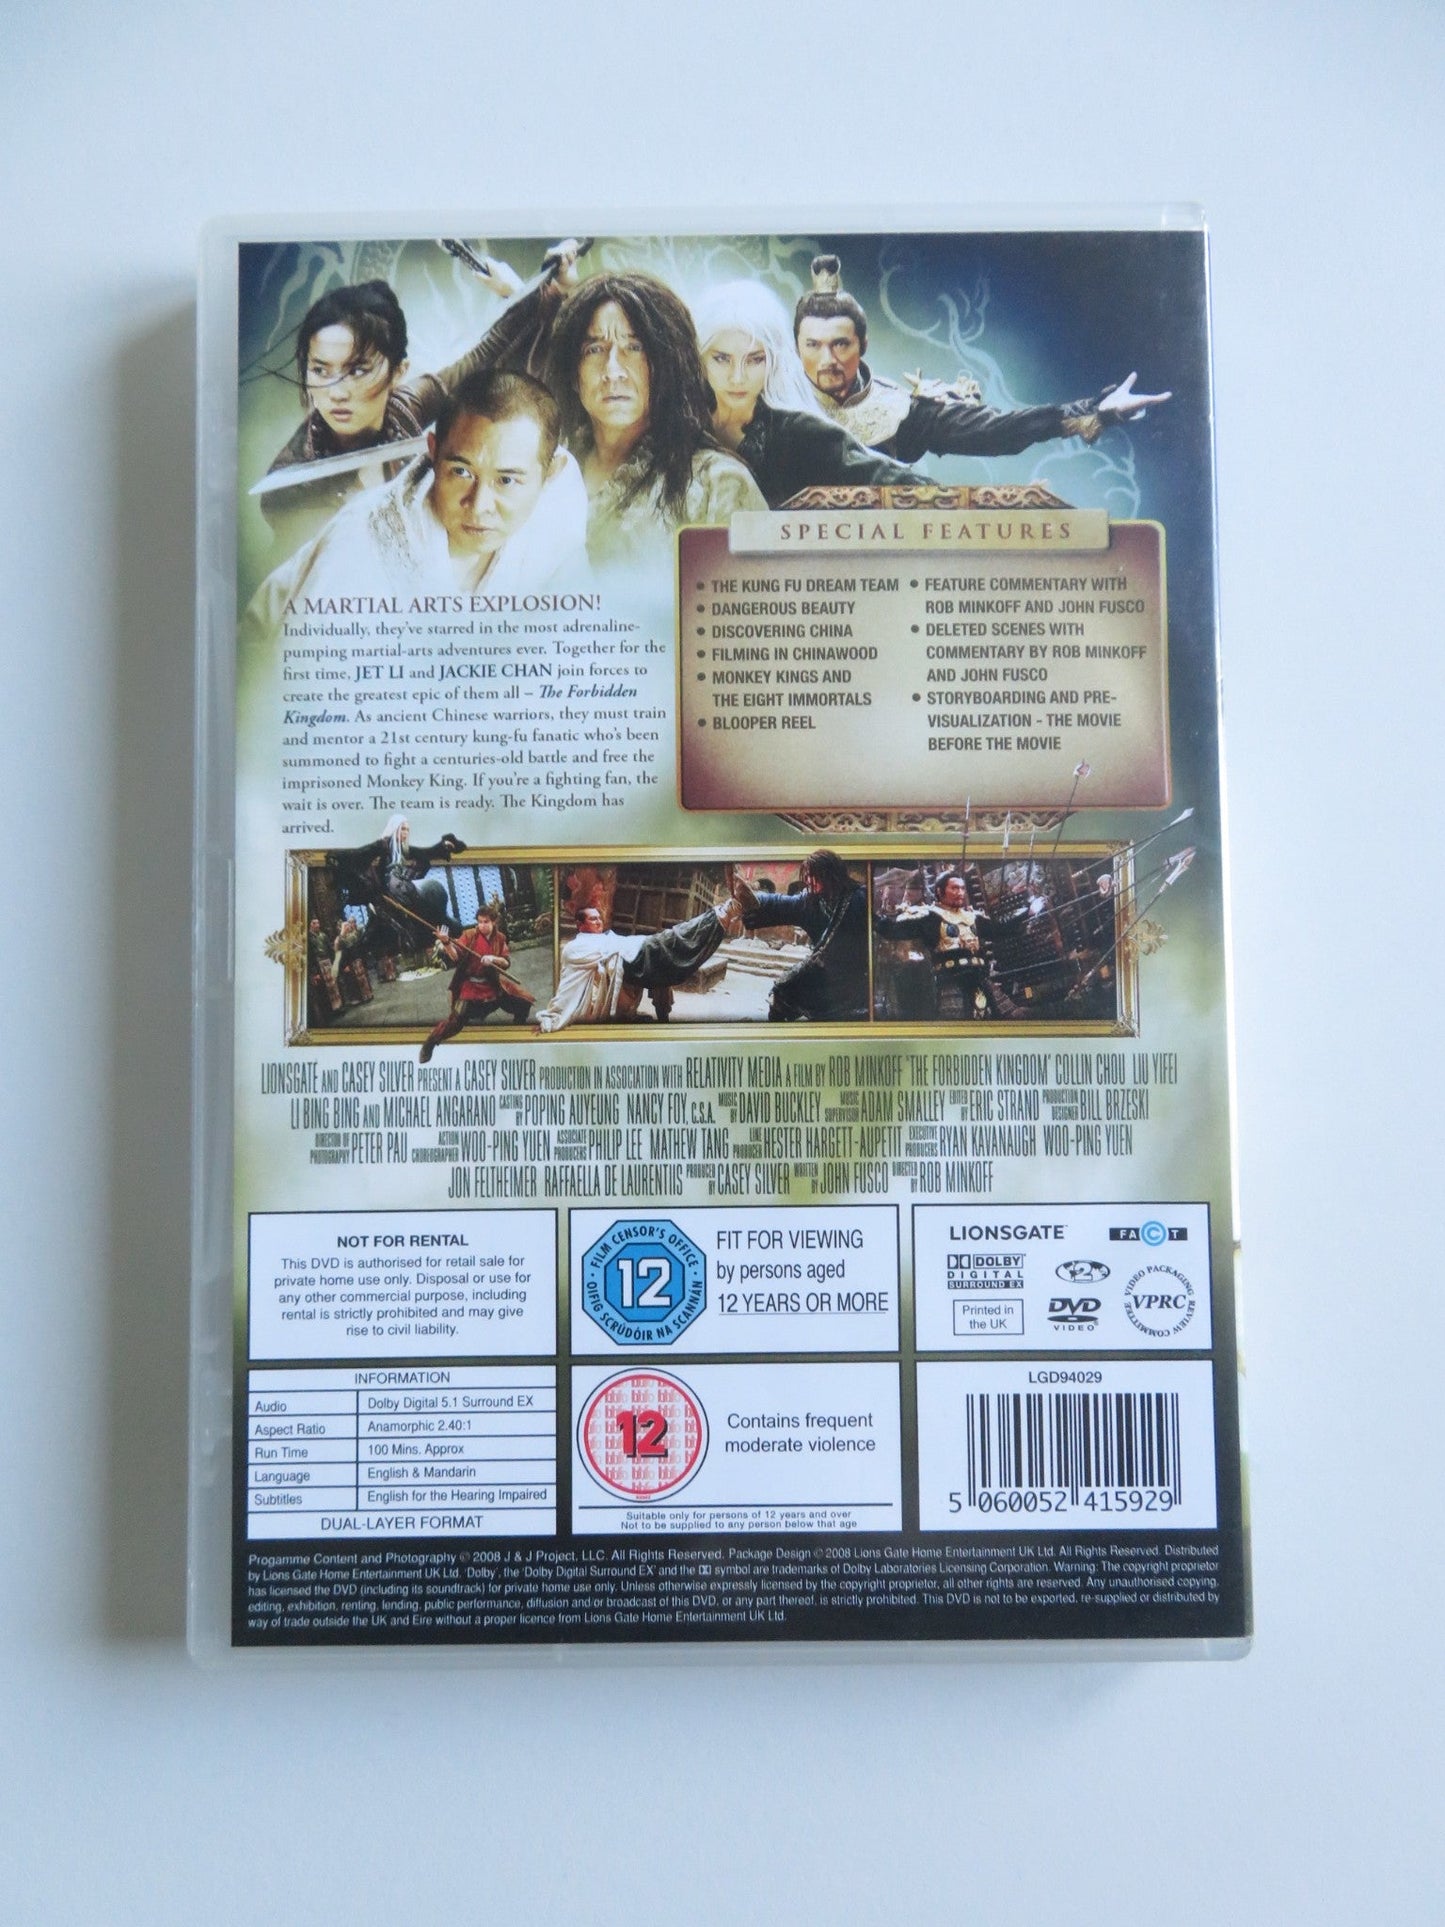 A MARTIAL ARTS EXPLOSION!
Individually, they've starred in the most adrenaline-
pumping martial-arts adventures ever. Together for the
first time, JET LI and JACKIE CHAN join forces to
create the greatest epic of them all – The Forbidden
Kingdom. As ancient Chinese warriors, they must train
and mentor a 21st century kung-fu fanatic who's been
summoned to fight a centuries-old battle and free the
imprisoned Monkey King. If you're a fighting fan, the
wait is over. The team is ready. The Kingdom has
arrived.
SPECIAL FEATURES
• THE KUNG FU DREAM TEAM
• DANGEROUS BEAUTY
• DISCOVERING CHINA
• FILMING IN CHINAWOOD
• MONKEY KINGS AND
THE EIGHT IMMORTALS
• BLOOPER REEL
• FEATURE COMMENTARY WITH
ROB MINKOFF AND JOHN FUSCO
• DELETED SCENES WITH
COMMENTARY BY ROB MINKOFF
AND JOHN FUSCO
• STORYBOARDING AND PRE-
VISUALIZATION - THE MOVIE
BEFORE THE MOVIE
LIONSGATE AND CASEY SILVER PRESENT A CASEY SILVER PRODUCTION IN ASSOCIATION WITH RELATIVITY MEDIA A FILM BY ROB MINKOFF "THE FORBIDDEN KINGDOM" COLLIN CHOU LIU YIFEI
LI BING BING AND MICHAEL ANGARANO CASTING BY POPING AUYEUNG NANCY FOY, C.S.A. MUSIC BY DAVID BUCKLEY MUSIC SUPERVISOR ADAM SMALLEY EDITED BY ERIC STRAND PRODUCTION DESIGNER BILL BRZESKI
DIRECTOR OF PHOTOGRAPHY PETER PAU ACTION CHOREOGRAPHER WOO-PING YUEN ASSOCIATE PRODUCERS PHILIP LEE MATHEW TANG LINE PRODUCER HESTER HARGETT-AUPETIT EXECUTIVE PRODUCERS RYAN KAVANAUGH WOO-PING YUEN
JON FELTHEIMER RAFFAELLA DE LAURENTIIS PRODUCED BY CASEY SILVER WRITTEN BY JOHN FUSCO DIRECTED BY ROB MINKOFF
NOT FOR RENTAL
This DVD is authorised for retail sale for
private home use only. Disposal or use for
any other commercial purpose, including
rental is strictly prohibited and may give
rise to civil liability.
FILM CENSOR'S OFFICE
12
OIFIG SCRÚDÓIR NA SCANNÁN
FIT FOR VIEWING
by persons aged
12 YEARS OR MORE
LIONSGATE
FACT
DOLBY
DIGITAL
SURROUND EX
2
Printed in
the UK
DVD
VIDEO
VIDEO PACKAGING REVIEW COMMITTEE
VPRC
INFORMATION
Audio Dolby Digital 5.1 Surround EX
Aspect Ratio Anamorphic 2.40:1
Run Time 100 Mins. Approx
Language English & Mandarin
Subtitles English for the Hearing Impaired
DUAL-LAYER FORMAT
12
Contains frequent
moderate violence
Suitable only for persons of 12 years and over
Not to be supplied to any person below that age
LGD94029
5 060052 415929
Progamme Content and Photography © 2008 J & J Project, LLC. All Rights Reserved. Package Design © 2008 Lions Gate Home Entertainment UK Ltd. All Rights Reserved. Distributed
by Lions Gate Home Entertainment UK Ltd. 'Dolby', the 'Dolby Digital Surround EX' and the DD symbol are trademarks of Dolby Laboratories Licensing Corporation. Warning: The copyright proprietor
has licensed the DVD (including its soundtrack) for private home use only. Unless otherwise expressly licensed by the copyright proprietor, all other rights are reserved. Any unauthorised copying,
editing, exhibition, renting, lending, public performance, diffusion and/or broadcast of this DVD, or any part thereof, is strictly prohibited. This DVD is not to be exported, re-supplied or distributed by
way of trade outside the UK and Eire without a proper licence from Lions Gate Home Entertainment UK Ltd.